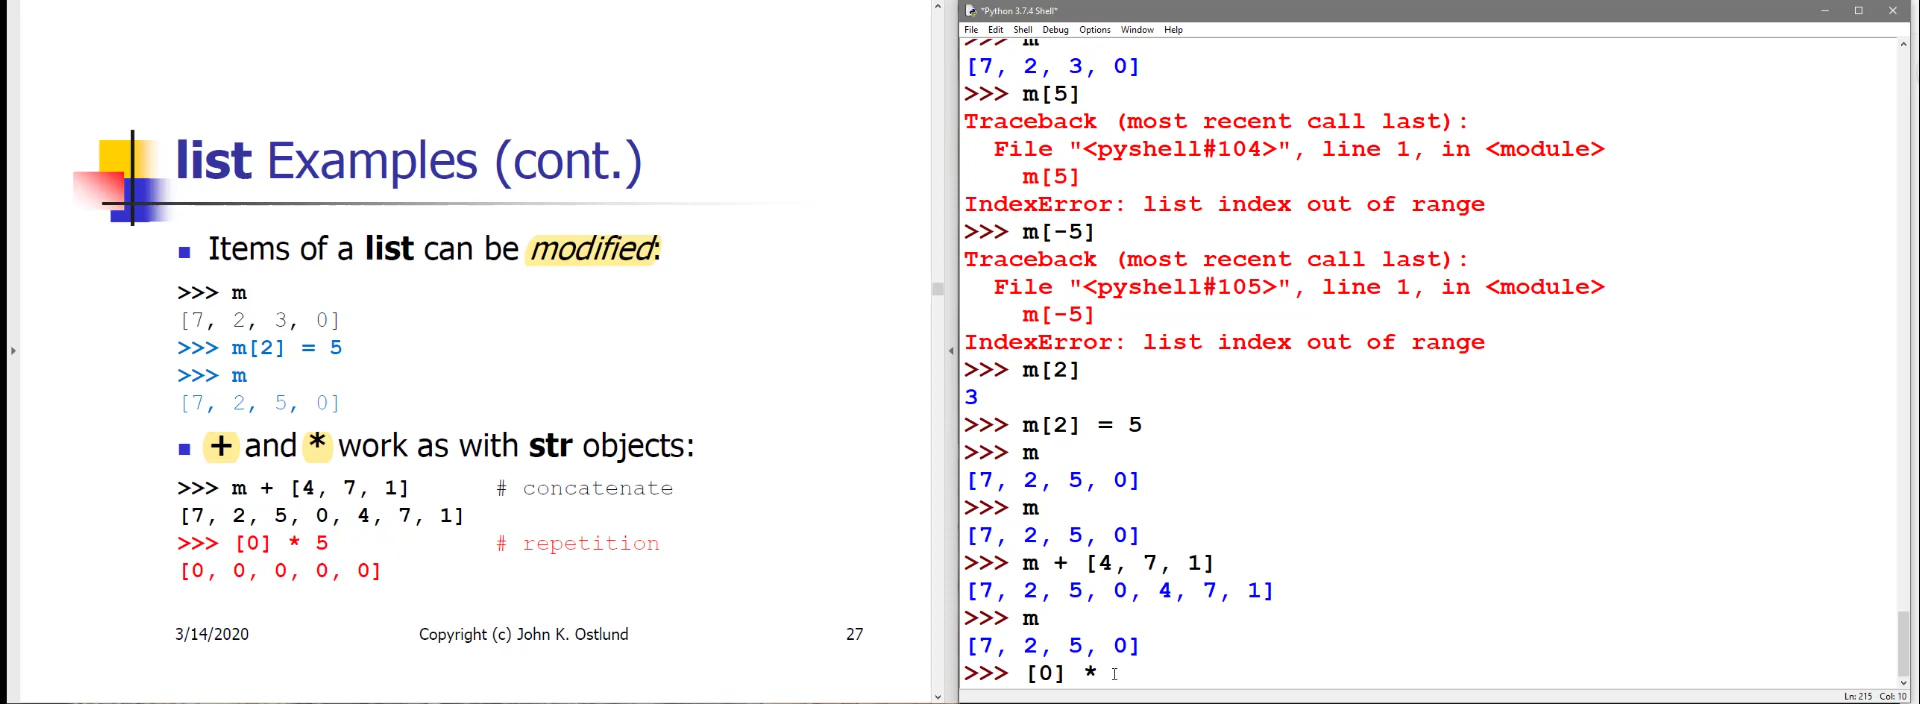 list Examples (cont.)
Items of a list can be modified:
>>> m
[7, 2, 3, 0]
>>> m[2] = 5
>>> m
[7, 2, 5, 0]
+ and * work as with str objects:
>>> m + [4, 7, 1] # concatenate
[7, 2, 5, 0, 4, 7, 1]
>>> [0] * 5 # repetition
[0, 0, 0, 0, 0]
3/14/2020 Copyright (c) John K. Ostlund 27
*Python 3.7.4 Shell*
File Edit Shell Debug Options Window Help
>>> m
[7, 2, 3, 0]
>>> m[5]
Traceback (most recent call last):
  File "<pyshell#104>", line 1, in <module>
    m[5]
IndexError: list index out of range
>>> m[-5]
Traceback (most recent call last):
  File "<pyshell#105>", line 1, in <module>
    m[-5]
IndexError: list index out of range
>>> m[2]
3
>>> m[2] = 5
>>> m
[7, 2, 5, 0]
>>> m
[7, 2, 5, 0]
>>> m + [4, 7, 1]
[7, 2, 5, 0, 4, 7, 1]
>>> m
[7, 2, 5, 0]
>>> [0] *
Ln: 215 Col: 10